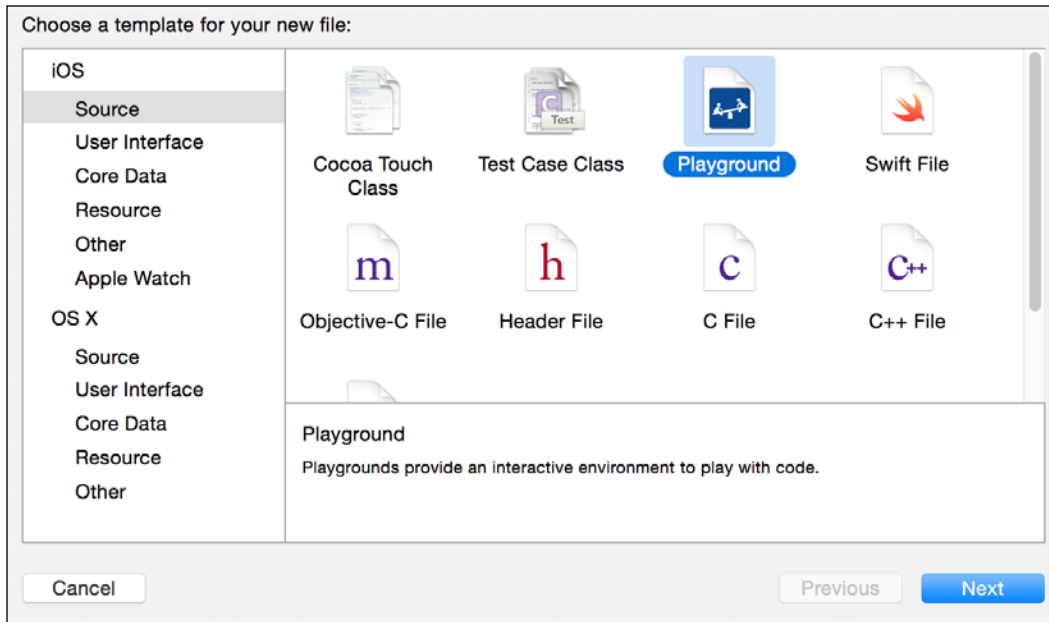 Choose a template for your new file:
iOS
Source
User Interface
Core Data
Resource
Other
Apple Watch
OS X
Source
User Interface
Core Data
Resource
Other
C
Test
Cocoa Touch
Class
Test Case Class
Playground
Swift File
m
h
c
C++
Objective-C File
Header File
C File
C++ File
Playground
Playgrounds provide an interactive environment to play with code.
Cancel
Previous
Next